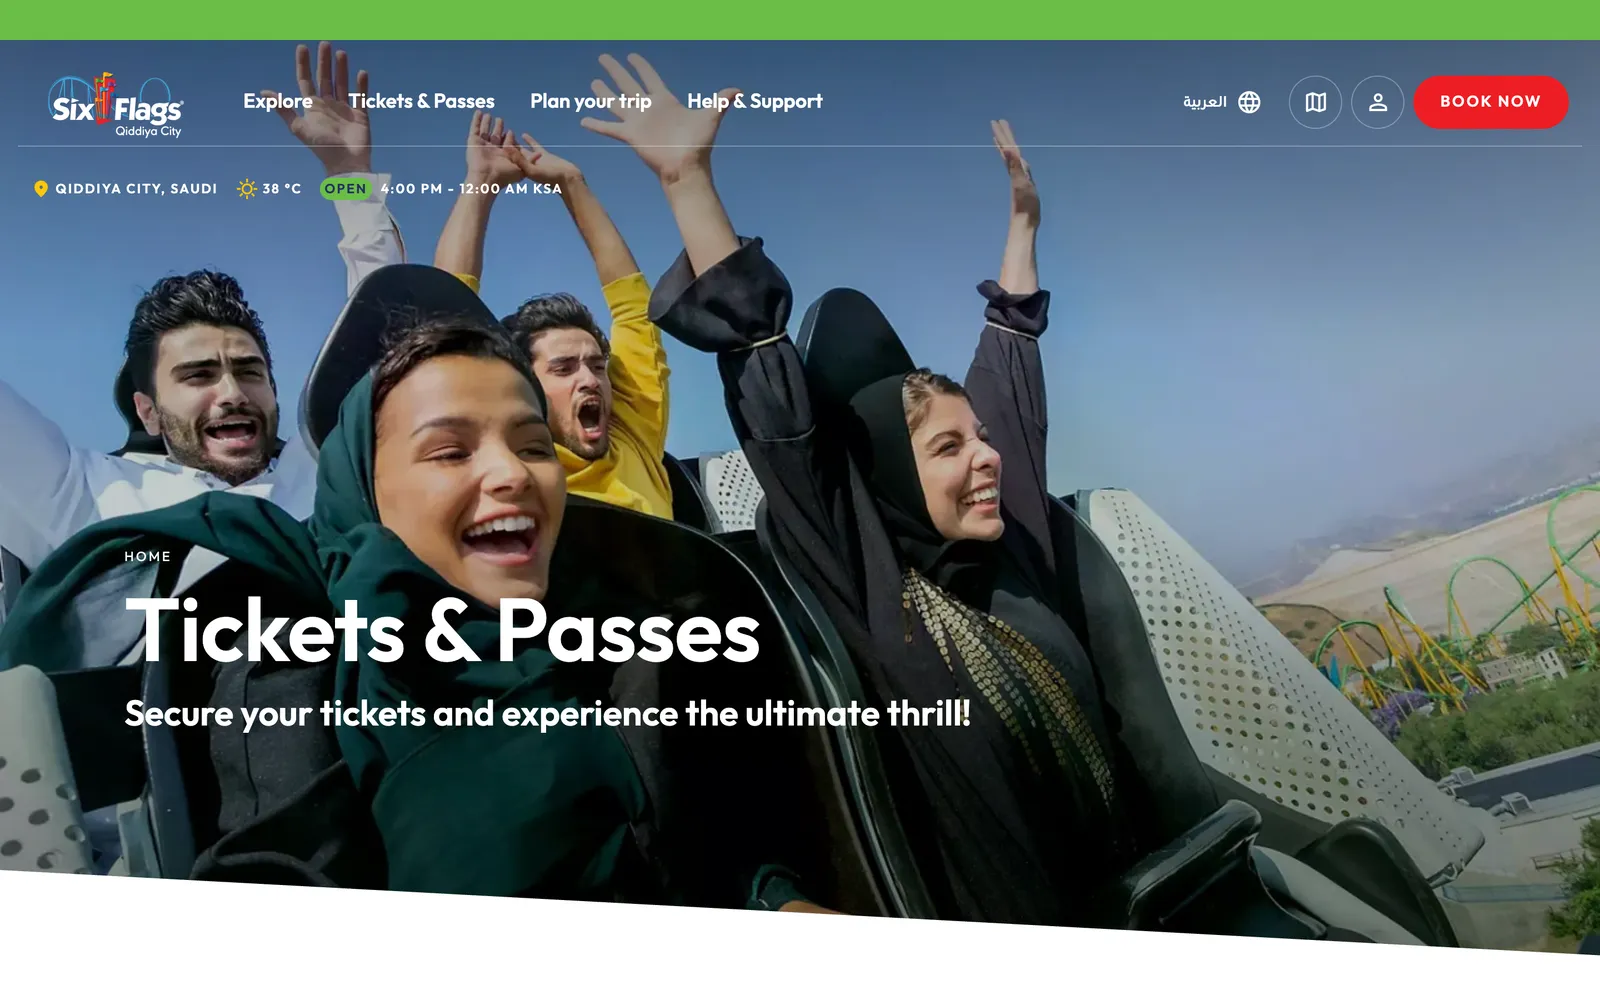 Six Flags
Qiddiya City
Explore
Tickets & Passes
Plan your trip
Help & Support
العربية
BOOK NOW
QIDDIYA CITY, SAUDI
38 °C
OPEN
4:00 PM - 12:00 AM KSA
HOME
Tickets & Passes
Secure your tickets and experience the ultimate thrill!